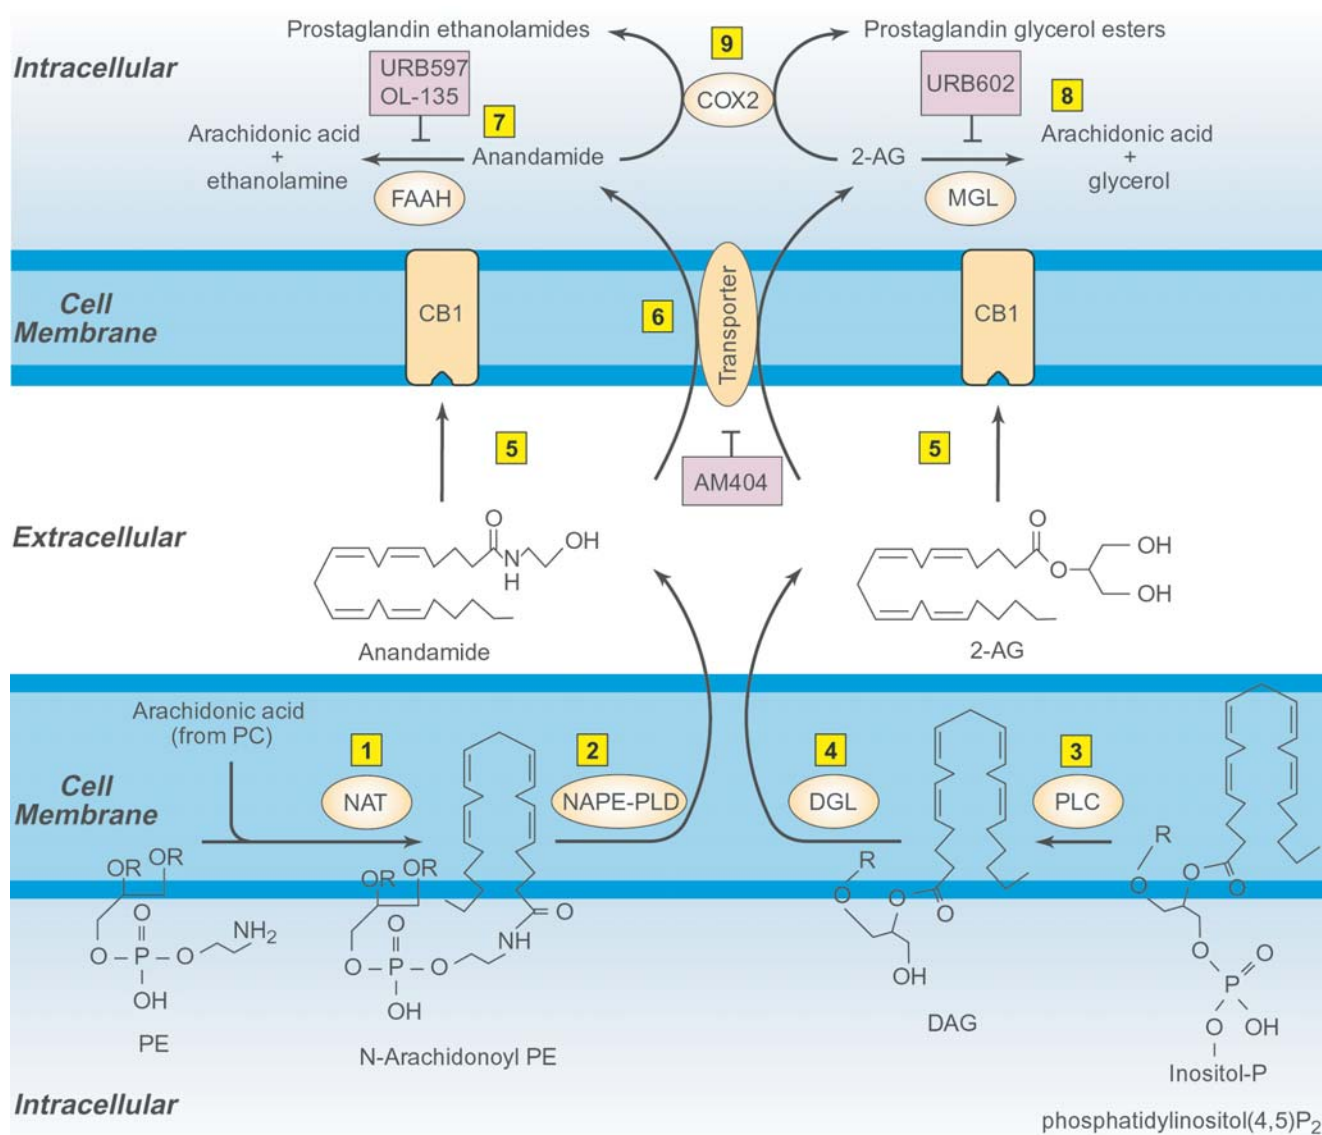 Prostaglandin ethanolamides
9
Prostaglandin glycerol esters
Intracellular
URB597
OL-135
COX2
URB602
7
8
Arachidonic acid
+
ethanolamine
Anandamide
2-AG
Arachidonic acid
+
glycerol
FAAH
MGL
Cell
Membrane
CB1
6
Transporter
CB1
5
5
AM404
Extracellular
O
OH
N
H
Anandamide
O
O
OH
OH
2-AG
Arachidonic acid
(from PC)
1
2
4
3
Cell
Membrane
NAT
NAPE-PLD
DGL
PLC
OR
OR
O
O
P
O
NH2
OH
PE
OR
OR
O
O
P
O
NH
O
OH
N-Arachidonoyl PE
R
O
O
O
OH
DAG
R
O
O
O
O
O
P
O
OH
Inositol-P
Intracellular
phosphatidylinositol(4,5)P2